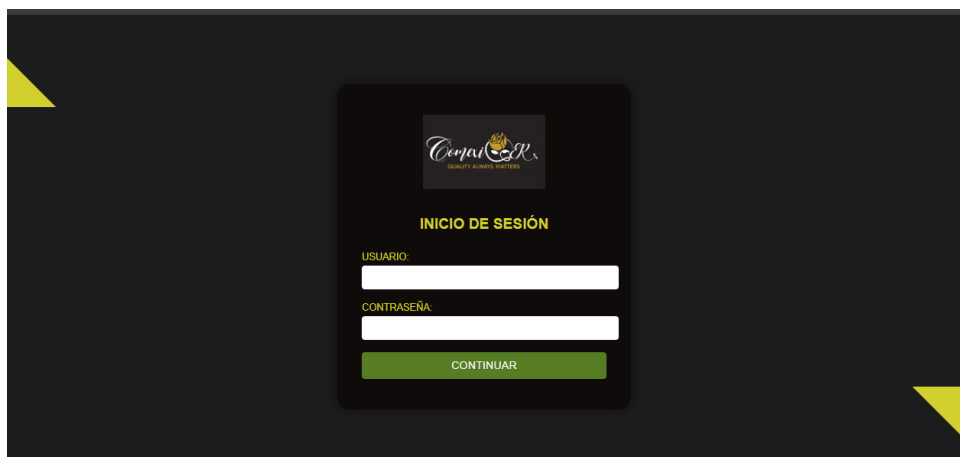 QUALITY ALWAYS MATTERS
INICIO DE SESIÓN
USUARIO:
CONTRASEÑA:
CONTINUAR